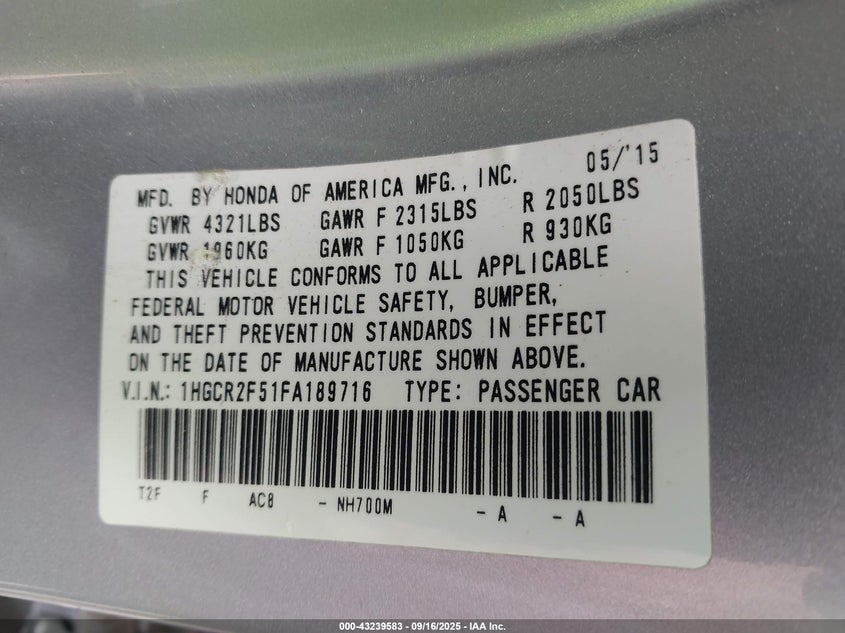 05/'15
MFD. BY HONDA OF AMERICA MFG., INC.
GVWR 4321LBS GAWR F 2315LBS R 2050LBS
GVWR 1960KG GAWR F 1050KG R 930KG
THIS VEHICLE CONFORMS TO ALL APPLICABLE
FEDERAL MOTOR VEHICLE SAFETY, BUMPER,
AND THEFT PREVENTION STANDARDS IN EFFECT
ON THE DATE OF MANUFACTURE SHOWN ABOVE.
V.I.N.: 1HGCR2F51FA189716 TYPE: PASSENGER CAR
T2F F AC8 - NH700M - A - A
000-43239583 - 09/16/2025 - IAA Inc.